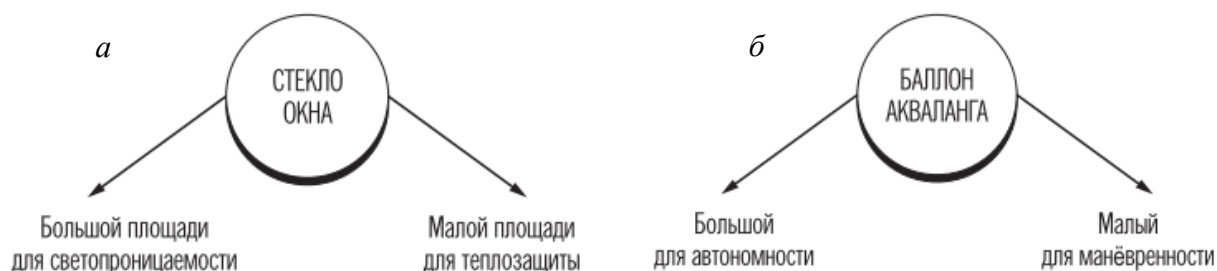 а
СТЕКЛО
ОКНА
Большой площади
для светопроницаемости
Малой площади
для теплозащиты
б
БАЛЛОН
АКВАЛАНГА
Большой
для автономности
Малый
для манёвренности